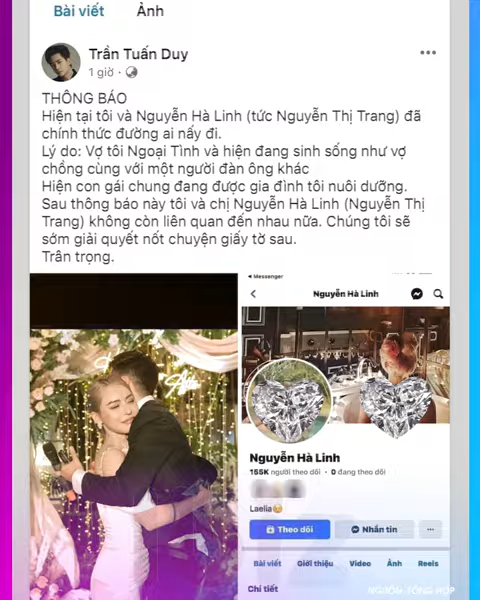 Bài viết Ảnh
Trần Tuấn Duy
1 giờ ·
THÔNG BÁO
Hiện tại tôi và Nguyễn Hà Linh (tức Nguyễn Thị Trang) đã
chính thức đường ai nấy đi.
Lý do: Vợ tôi Ngoại Tình và hiện đang sinh sống như vợ
chồng cùng với một người đàn ông khác
Hiện con gái chung đang được gia đình tôi nuôi dưỡng.
Sau thông báo này tôi và chị Nguyễn Hà Linh (Nguyễn Thị
Trang) không còn liên quan đến nhau nữa. Chúng tôi sẽ
sớm giải quyết nốt chuyện giấy tờ sau.
Trân trọng.
Messenger
Nguyễn Hà Linh
Nguyễn Hà Linh
155K người theo dõi • 0 đang theo dõi
Laelia
Theo dõi Nhắn tin
Bài viết Giới thiệu Video Ảnh Reels
Chi tiết
NGUỒN: TỔNG HỢP